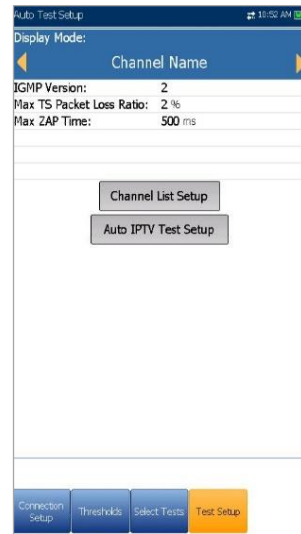 Auto Test Setup 10:52 AM
Display Mode:
Channel Name
IGMP Version: 2
Max TS Packet Loss Ratio: 2 %
Max ZAP Time: 500 ms
Channel List Setup
Auto IPTV Test Setup
Connection Setup
Thresholds
Select Tests
Test Setup